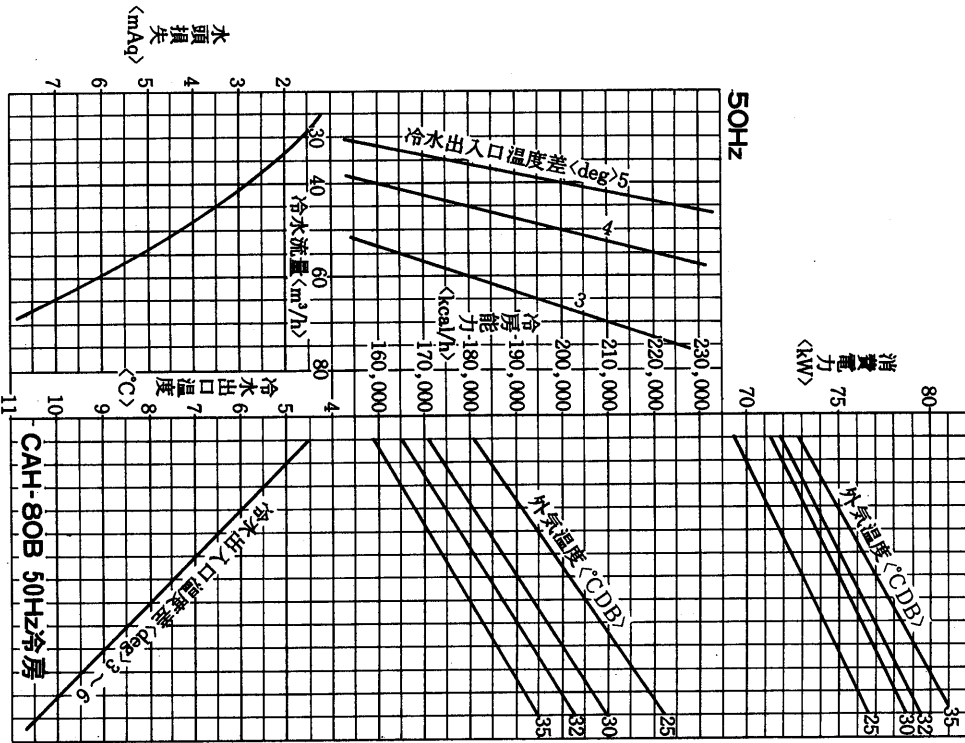 50Hz
水頭損失
<mAq>
7
6
5
4
3
2
30
40
60
80
冷水流量<m³/h>
冷水出入口温度差<deg>5
4
3
冷房能力
<kcal/h>
160,000
170,000
180,000
190,000
200,000
210,000
220,000
230,000
消費電力
<kW>
70
75
80
冷水出口温度
<℃>
11
10
9
8
7
6
5
4
冷水出入口温度差<deg>3～6
外気温度<℃DB>
35
32
30
25
外気温度<℃DB>
25
30
32
35
CAH-80B 50Hz冷房